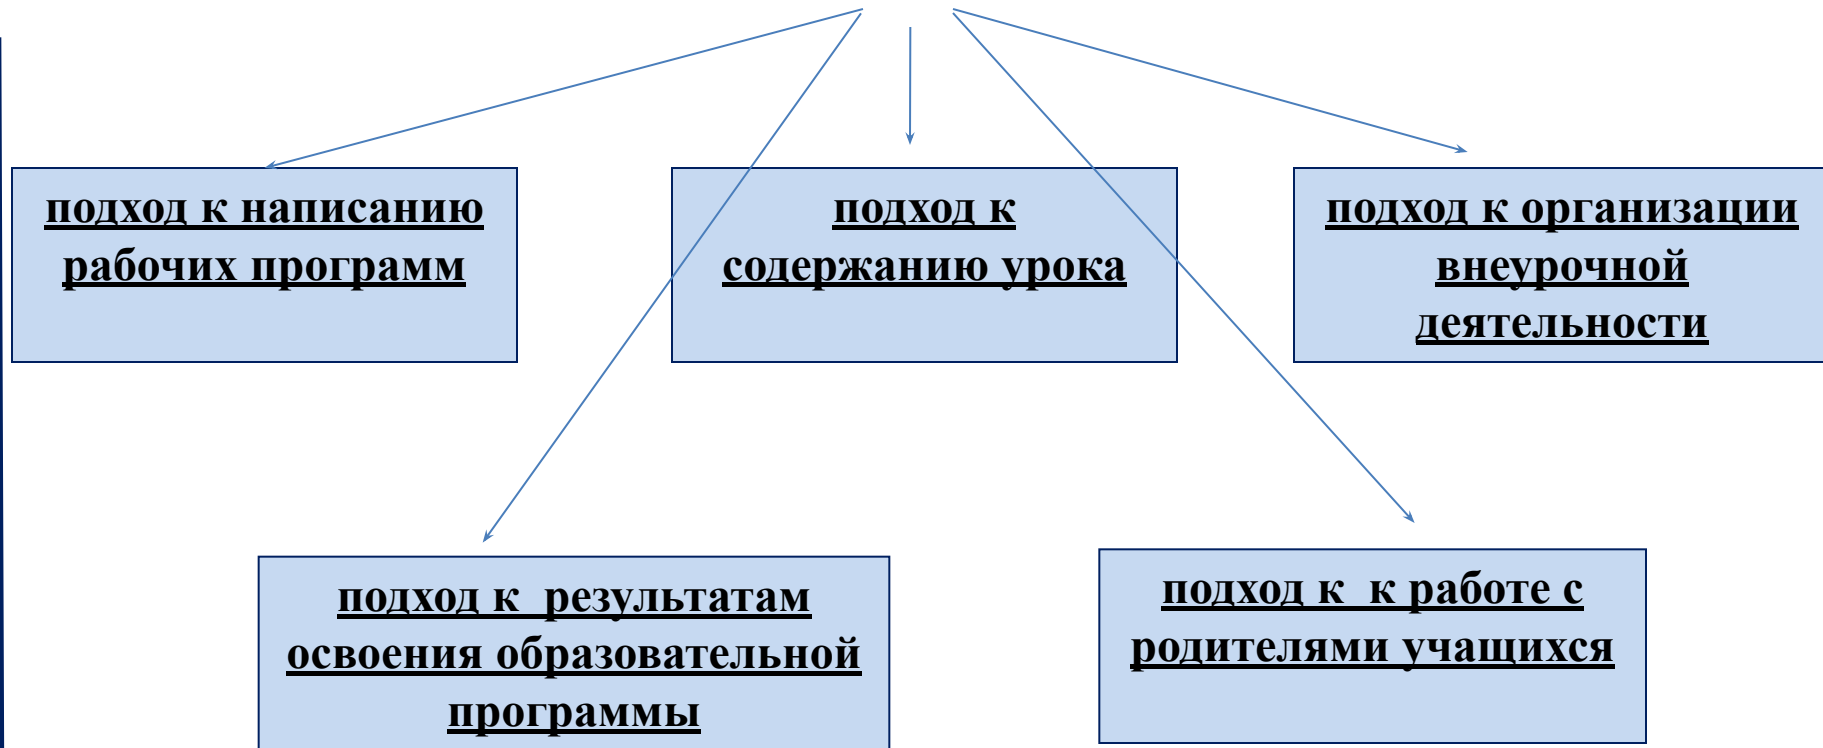 подход к написанию
рабочих программ
подход к
содержанию урока
подход к организации
внеурочной
деятельности
подход к  результатам
освоения образовательной
программы
подход к  к работе с
родителями учащихся